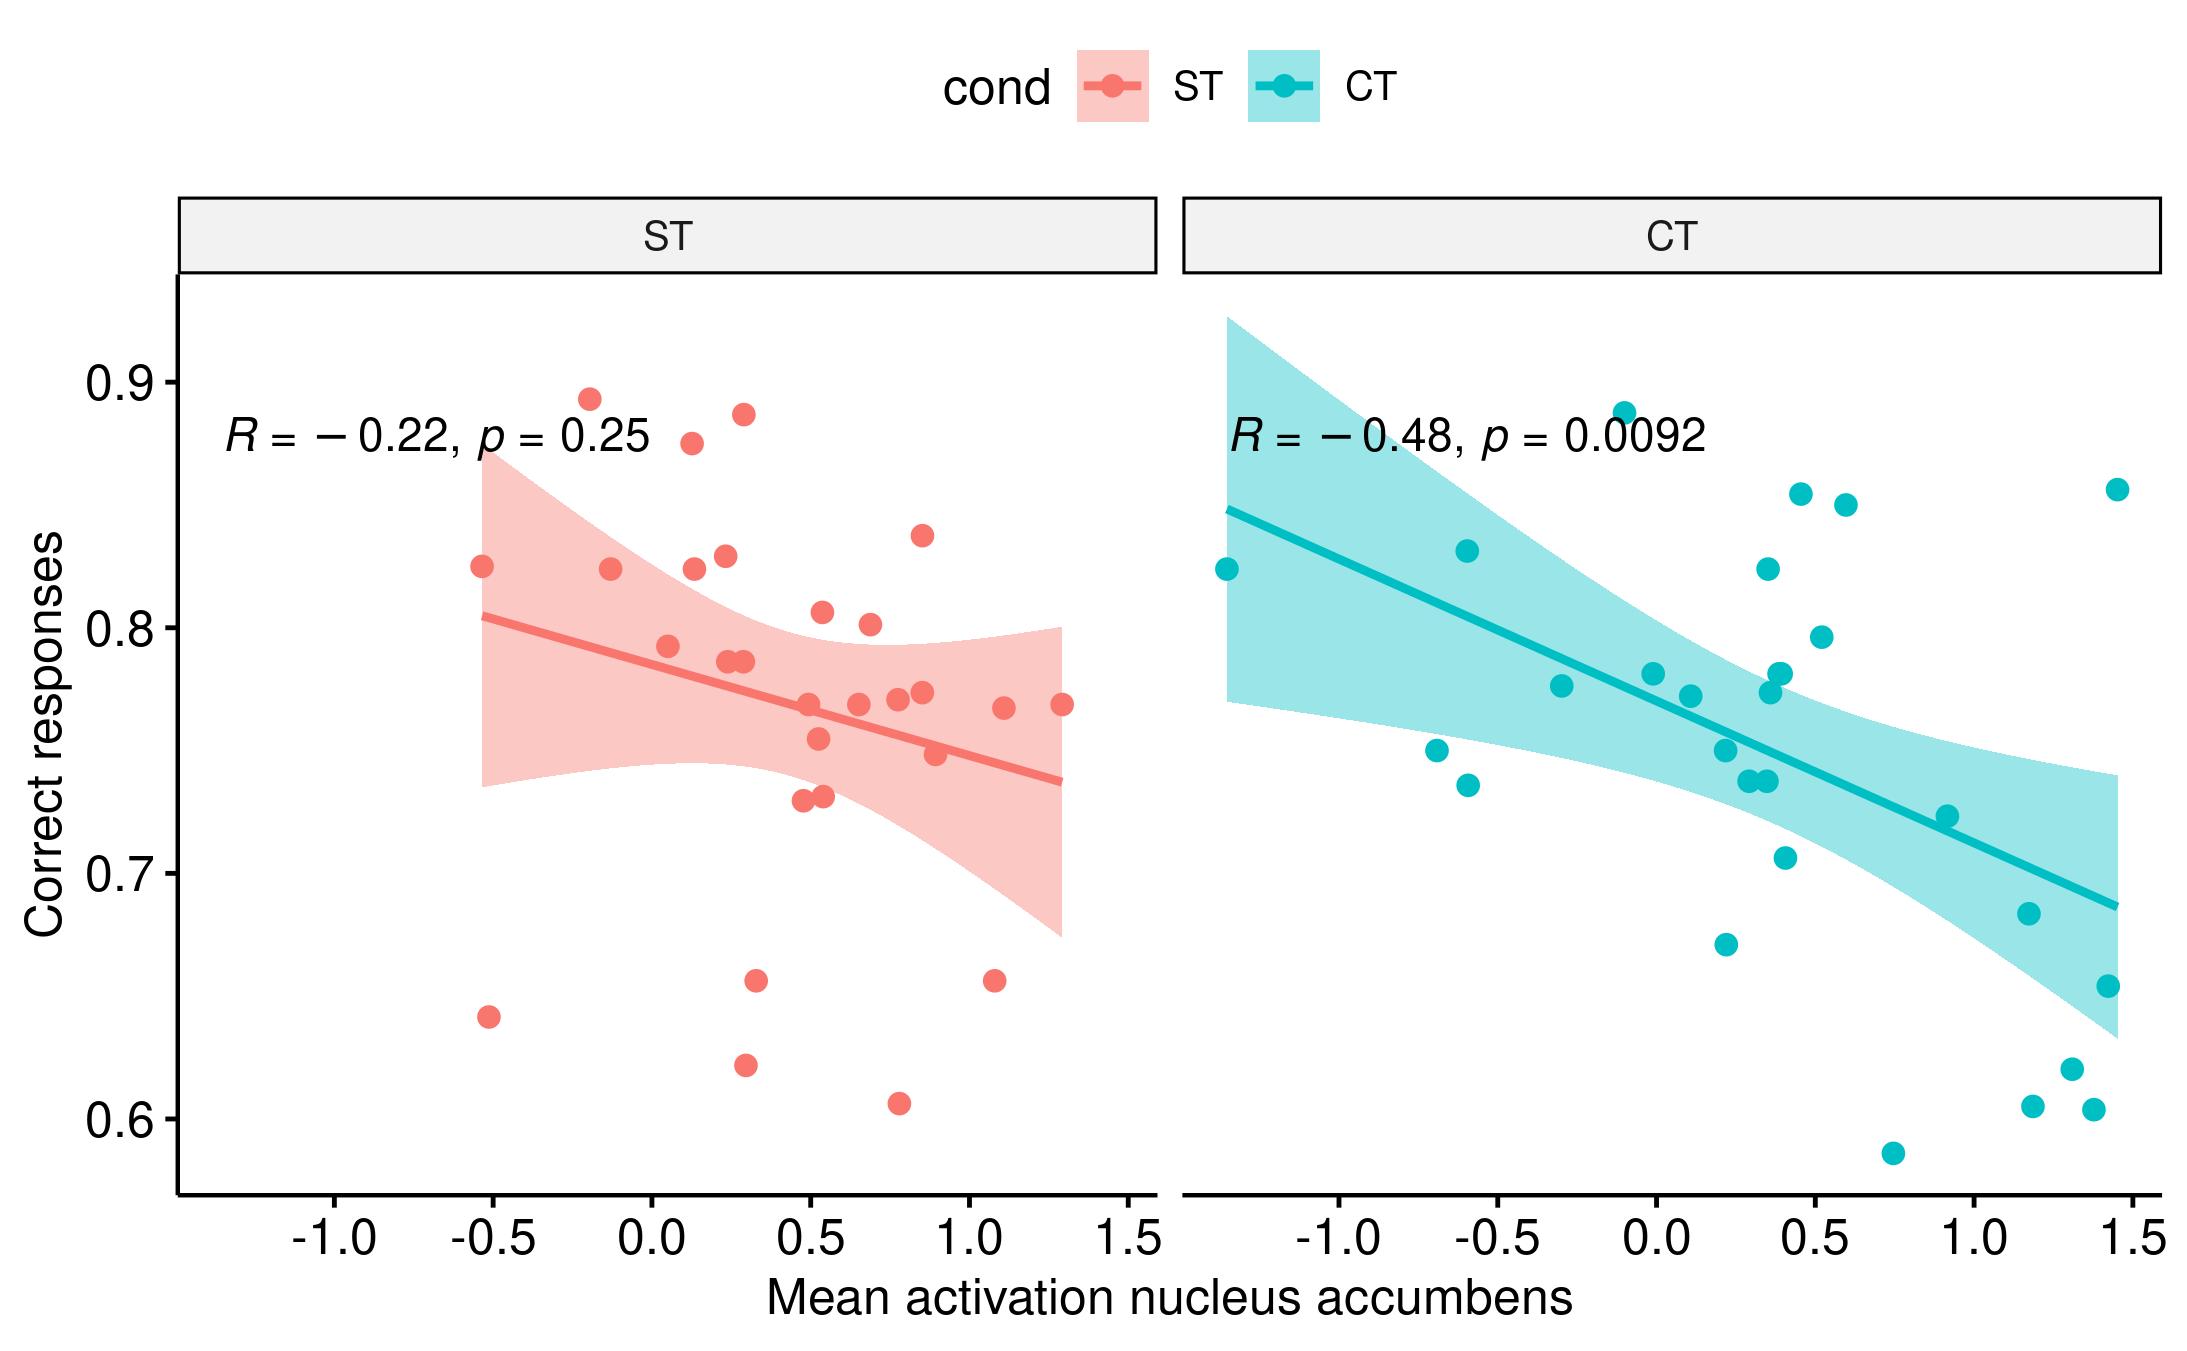 cond ST CT
ST CT
0.9
R = − 0.22, p = 0.25 R = − 0.48, p = 0.0092
0.8
0.7
0.6
Correct responses
-1.0 -0.5 0.0 0.5 1.0 1.5 -1.0 -0.5 0.0 0.5 1.0 1.5
Mean activation nucleus accumbens